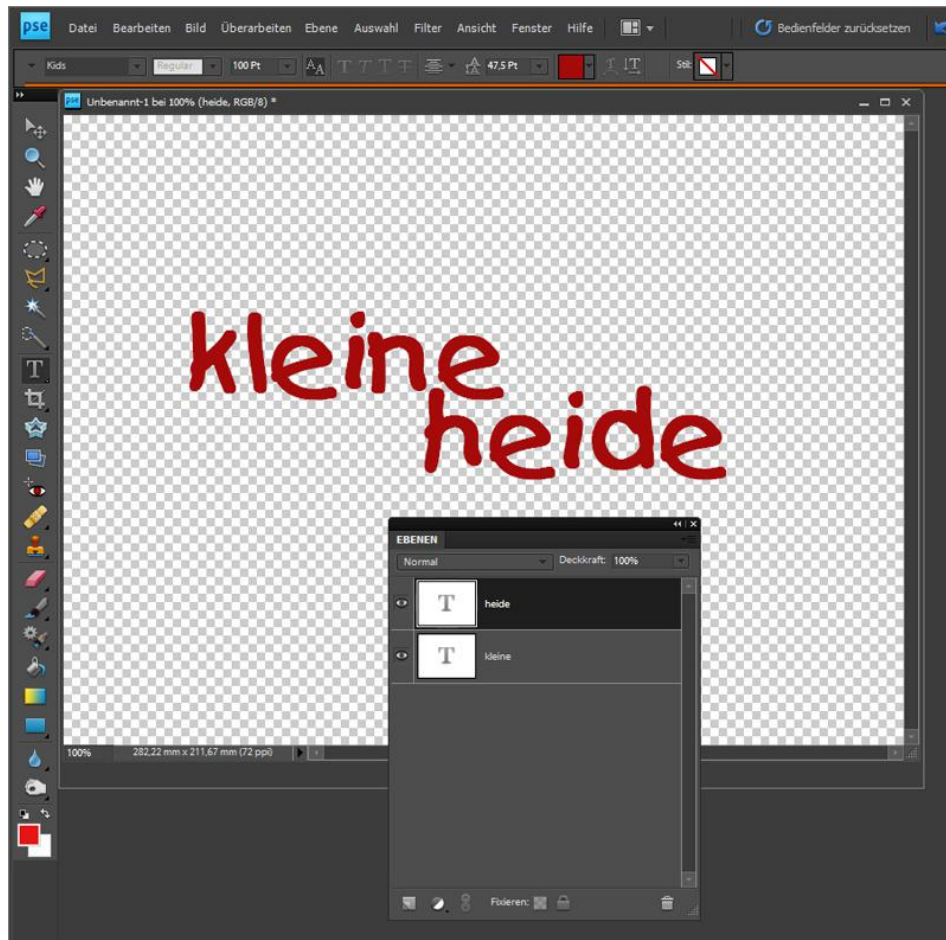 pse Datei Bearbeiten Bild Überarbeiten Ebene Auswahl Filter Ansicht Fenster Hilfe Bedienfelder zurücksetzen
Kids Regular 100 Pt 47,5 Pt Stil:
pse Unbenannt-1 bei 100% (heide, RGB/8) *
kleine
heide
EBENEN
Normal Deckkraft: 100%
T heide
T kleine
100% 282,22 mm x 211,67 mm (72 ppi)
Fixieren: